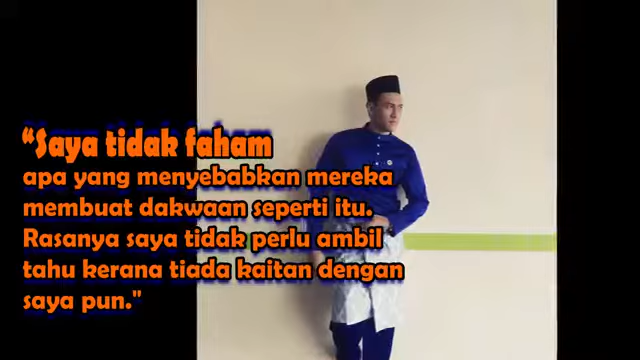 “Saya tidak faham
apa yang menyebabkan mereka
membuat dakwaan seperti itu.
Rasanya saya tidak perlu ambil
tahu kerana tiada kaitan dengan
saya pun."